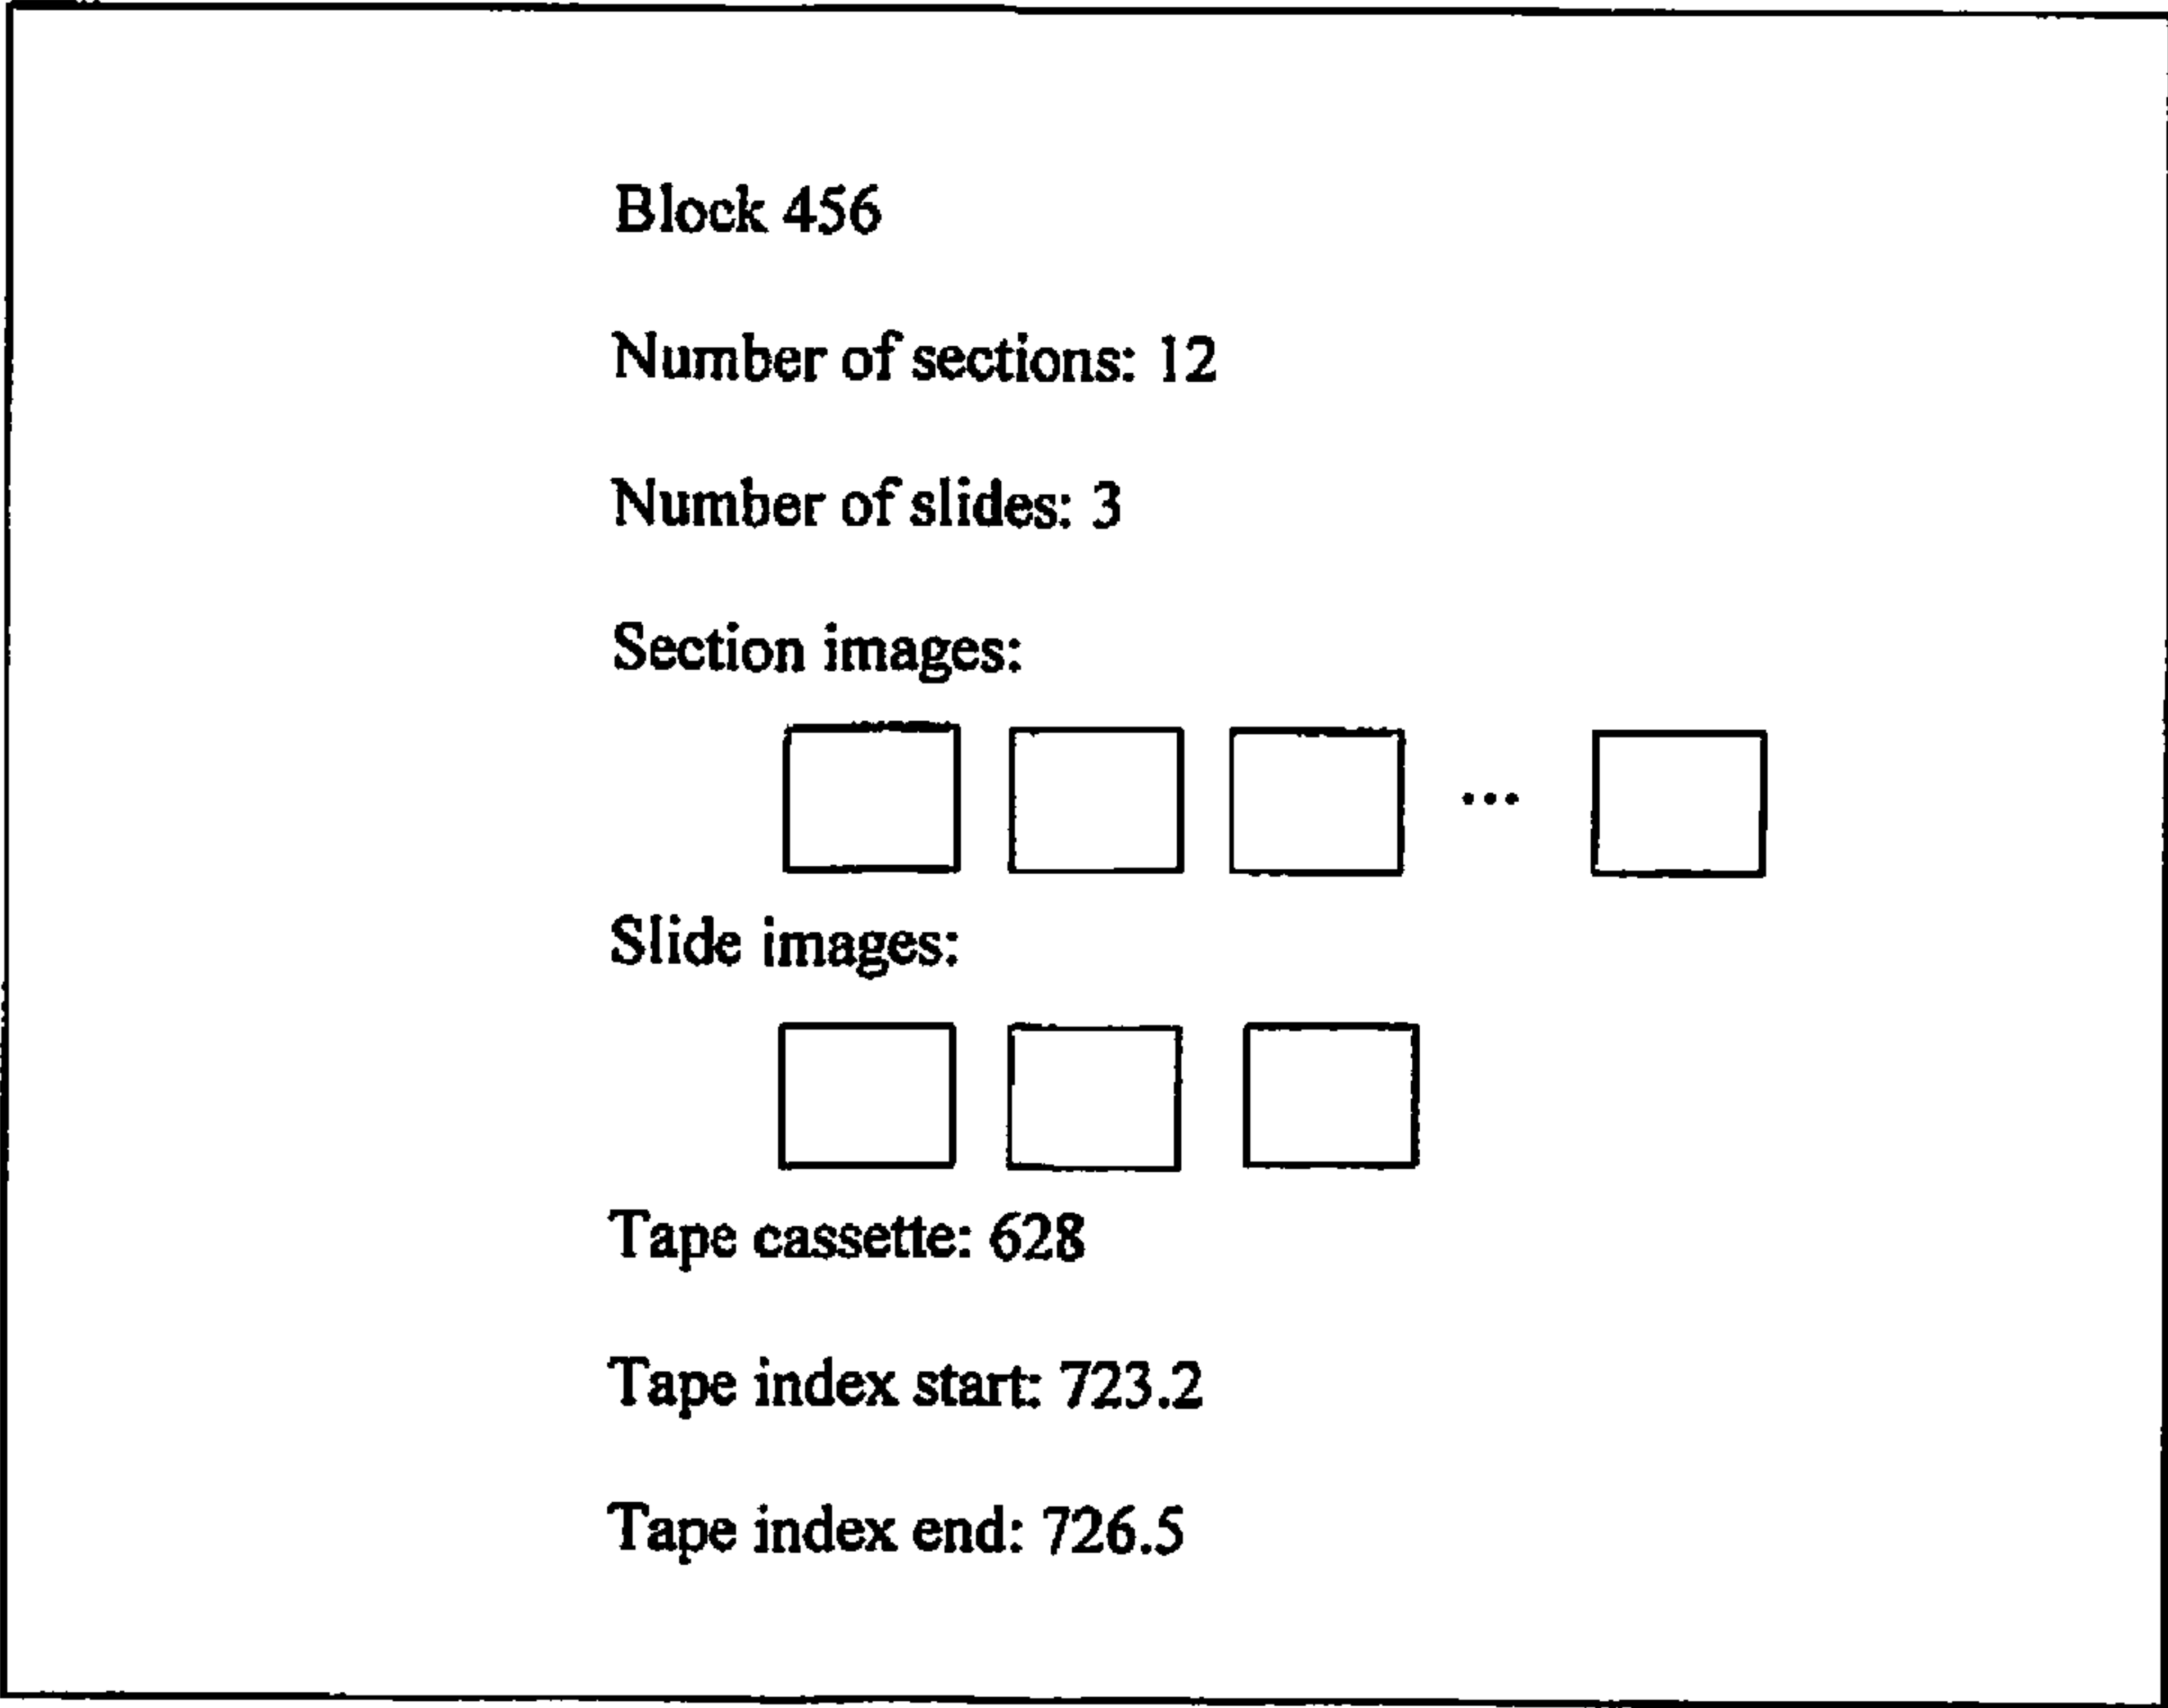 Block 456
Number of sections: 12
Number of slides: 3
Section images:
...
Slide images:
Tape cassette: 628
Tape index start: 723.2
Tape index end: 726.5